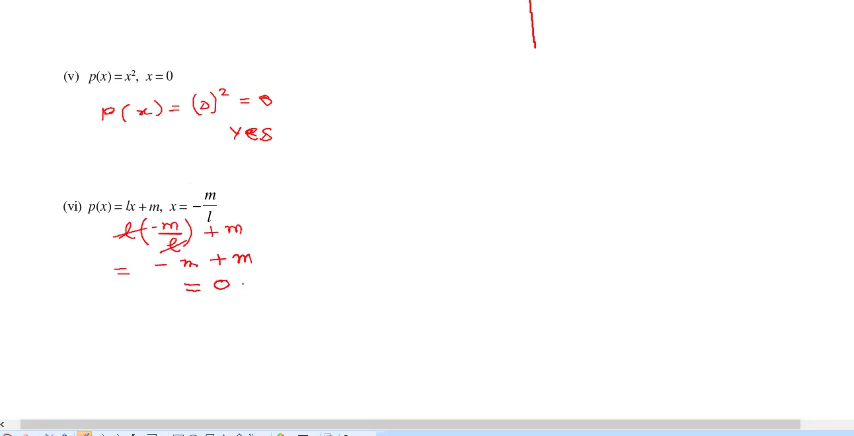 (v) p(x) = x², x = 0
P(x) = (0)² = 0
YES
(vi) p(x) = lx + m, x = −m/l
l(-m/l) + m
= - m + m
= 0